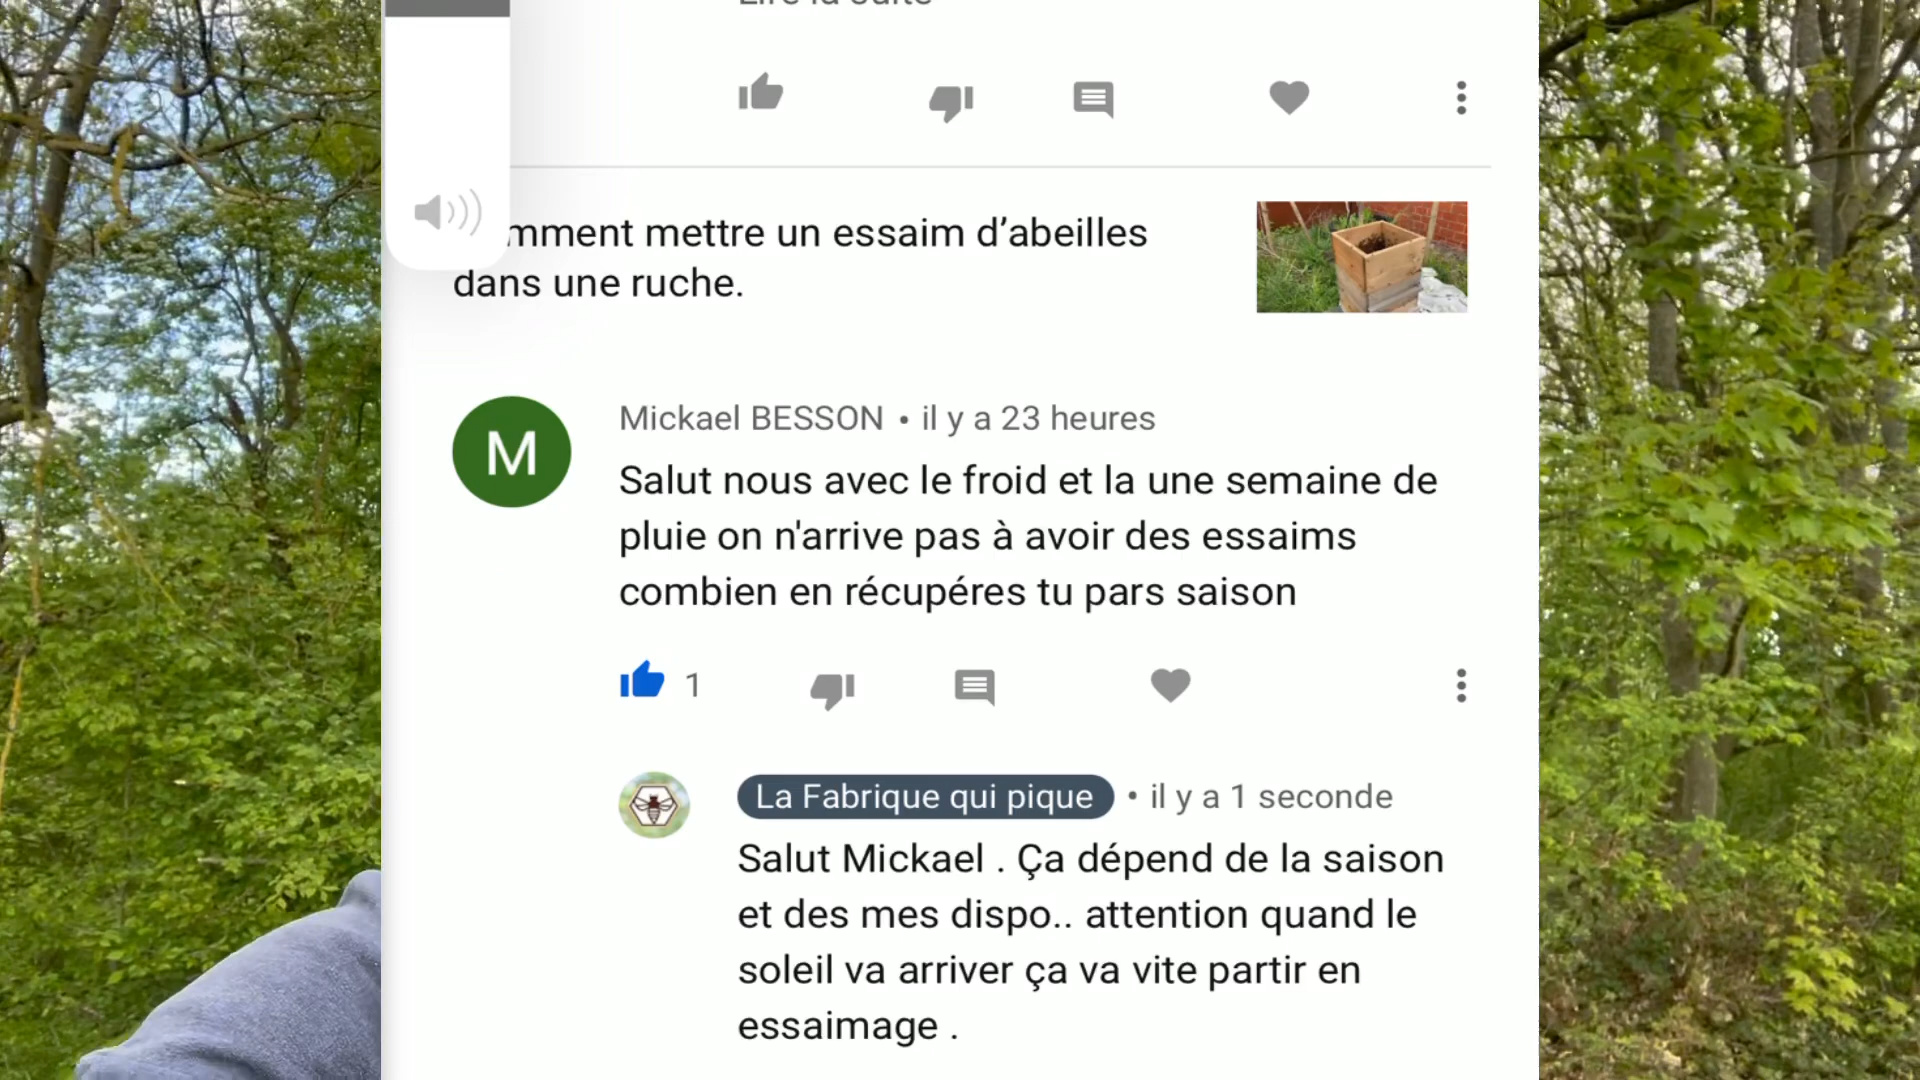 mment mettre un essaim d’abeilles
dans une ruche.
M
Mickael BESSON • il y a 23 heures
Salut nous avec le froid et la une semaine de
pluie on n'arrive pas à avoir des essaims
combien en récupéres tu pars saison
1
La Fabrique qui pique • il y a 1 seconde
Salut Mickael . Ça dépend de la saison
et des mes dispo.. attention quand le
soleil va arriver ça va vite partir en
essaimage .